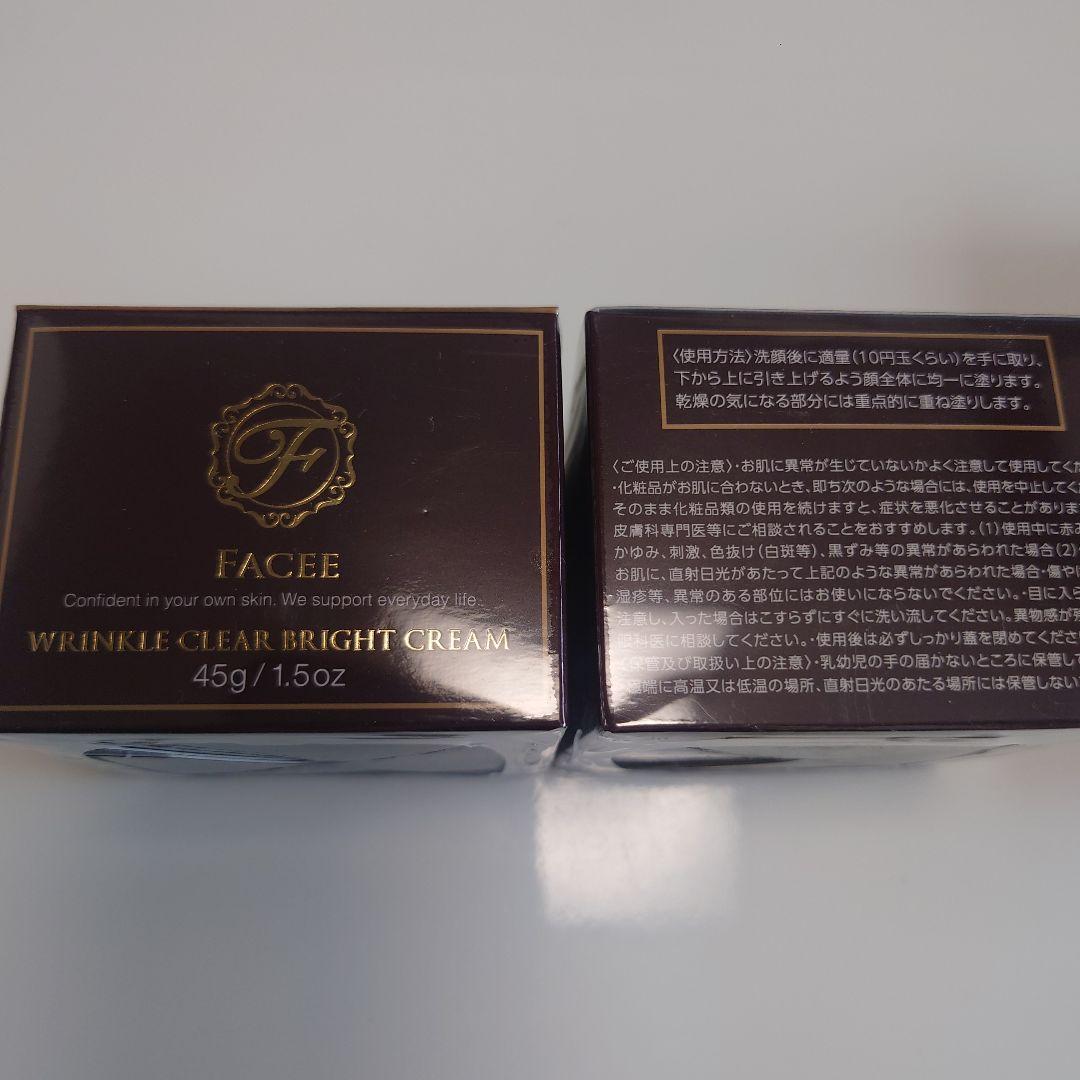 F
FACEE
Confident in your own skin. We support everyday life
WRINKLE CLEAR BRIGHT CREAM
45g / 1.5oz
〈使用方法〉洗顔後に適量(10円玉くらい)を手に取り、
下から上に引き上げるよう顔全体に均一に塗ります。
乾燥の気になる部分には重点的に重ね塗りします。
〈ご使用上の注意〉・お肌に異常が生じていないかよく注意して使用してくだ
・化粧品がお肌に合わないとき、即ち次のような場合には、使用を中止してくだ
そのまま化粧品類の使用を続けますと、症状を悪化させることがありま
皮膚科専門医等にご相談されることをおすすめします。(1)使用中に赤み
かゆみ、刺激、色抜け(白斑等)、黒ずみ等の異常があらわれた場合(2)
お肌に、直射日光があたって上記のような異常があらわれた場合・傷やは
・湿疹等、異常のある部位にはお使いにならないでください。・目に入ら
注意し、入った場合はこすらずにすぐに洗い流してください。異物感が残
眼科医に相談してください。・使用後は必ずしっかり蓋を閉めてくださ
〈保管及び取扱い上の注意〉・乳幼児の手の届かないところに保管して
極端に高温又は低温の場所、直射日光のあたる場所には保管しない